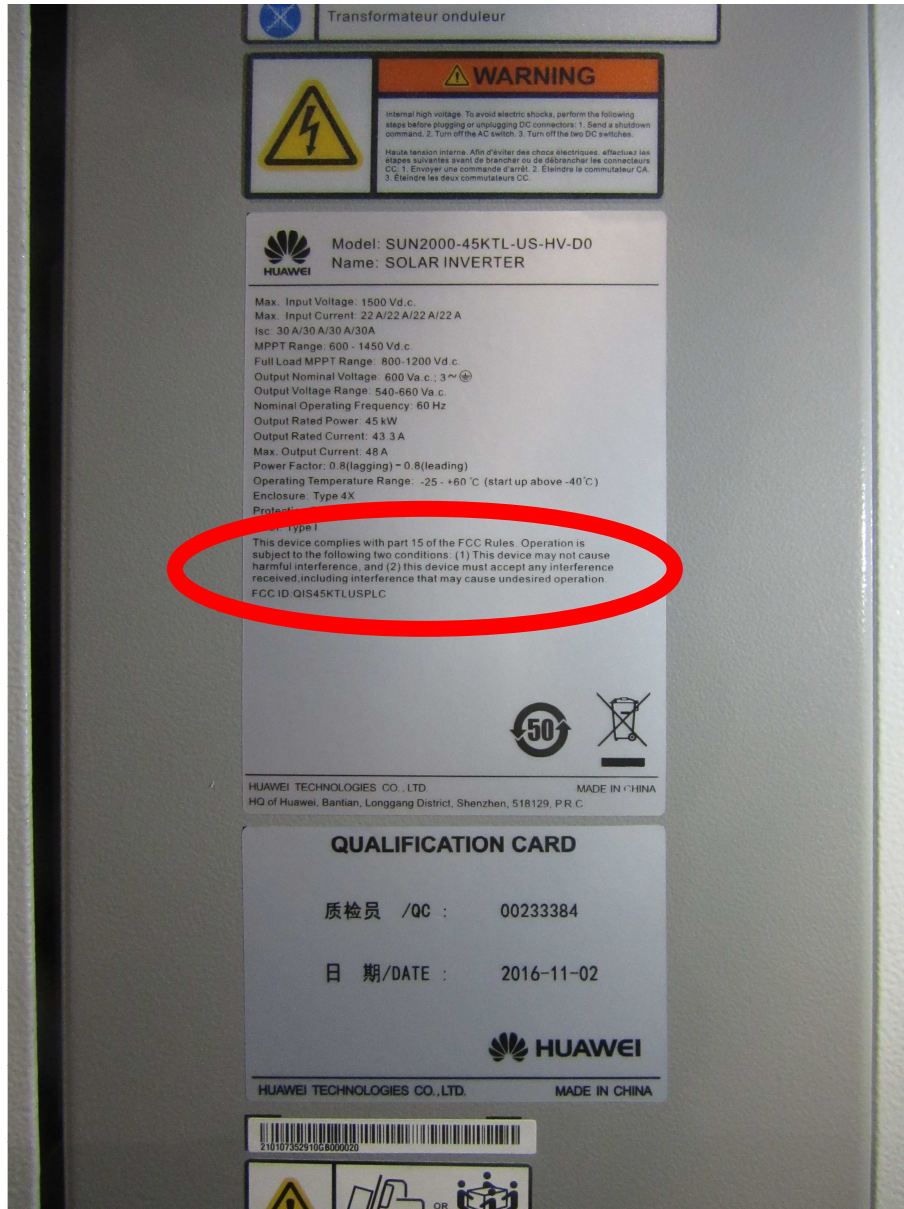 Transformateur onduleur
WARNING
Internal high voltage. To avoid electric shocks, perform the following
steps before plugging or unplugging DC connectors: 1. Send a shutdown
command. 2. Turn off the AC switch. 3. Turn off the two DC switches.
Haute tension interne. Afin d'éviter des chocs électriques, effectuez les
étapes suivantes avant de brancher ou de débrancher les connecteurs
CC: 1. Envoyer une commande d'arrêt. 2. Éteindre le commutateur CA.
3. Éteindre les deux commutateurs CC.
HUAWEI
Model: SUN2000-45KTL-US-HV-D0
Name: SOLAR INVERTER
Max. Input Voltage: 1500 Vd.c.
Max. Input Current: 22 A/22 A/22 A/22 A
Isc: 30 A/30 A/30 A/30A
MPPT Range: 600 - 1450 Vd.c.
Full Load MPPT Range: 800-1200 Vd.c.
Output Nominal Voltage: 600 Va.c.; 3~
Output Voltage Range: 540-660 Va.c.
Nominal Operating Frequency: 60 Hz
Output Rated Power: 45 kW
Output Rated Current: 43.3 A
Max. Output Current: 48 A
Power Factor: 0.8(lagging) ~ 0.8(leading)
Operating Temperature Range: -25 - +60 ℃ (start up above -40℃)
Enclosure: Type 4X
Type I
This device complies with part 15 of the FCC Rules. Operation is
subject to the following two conditions: (1) This device may not cause
harmful interference, and (2) this device must accept any interference
received,including interference that may cause undesired operation
FCC ID:QIS45KTLUSPLC
50
HUAWEI TECHNOLOGIES CO., LTD. MADE IN CHINA
HQ of Huawei, Bantian, Longgang District, Shenzhen, 518129, P.R.C
QUALIFICATION CARD
质检员 /QC : 00233384
日 期/DATE : 2016-11-02
HUAWEI
HUAWEI TECHNOLOGIES CO.,LTD. MADE IN CHINA
210107352910GB000020
OR